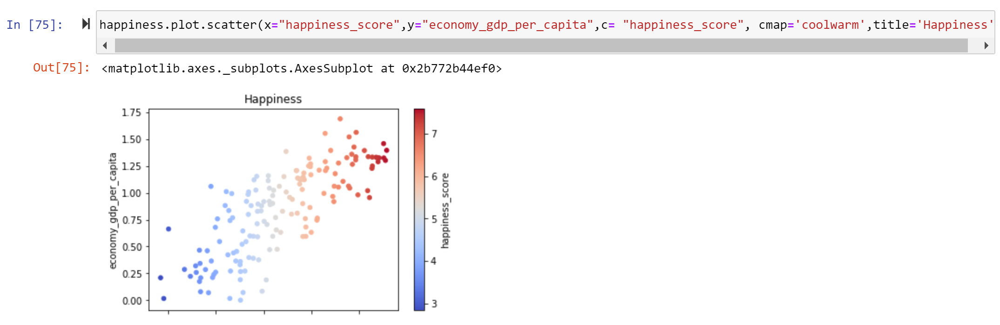 In [75]: happiness.plot.scatter(x="happiness_score",y="economy_gdp_per_capita",c= "happiness_score", cmap='coolwarm',title='Happiness'
Out[75]: <matplotlib.axes._subplots.AxesSubplot at 0x2b772b44ef0>
Happiness
economy_gdp_per_capita
1.75
1.50
1.25
1.00
0.75
0.50
0.25
0.00
7
6
5
4
3
happiness_score